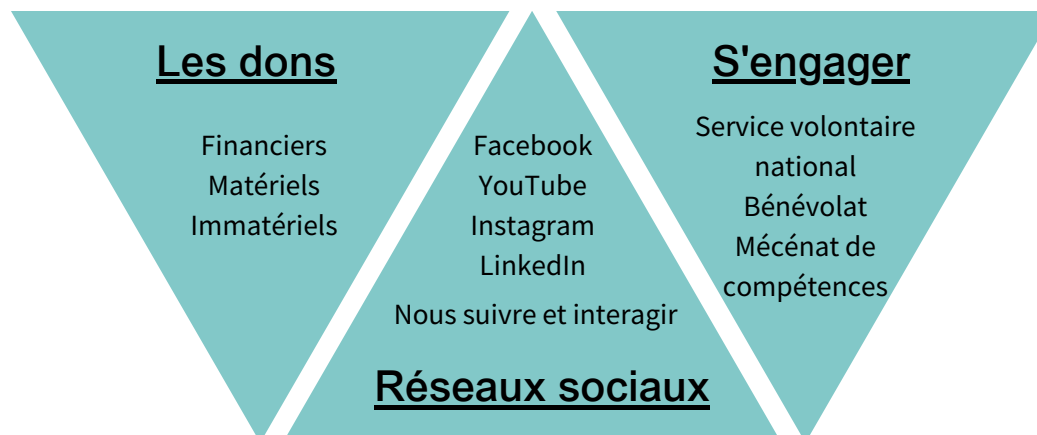 Les dons
Financiers
Matériels
Immatériels
Facebook
YouTube
Instagram
LinkedIn
Nous suivre et interagir
Réseaux sociaux
S'engager
Service volontaire
national
Bénévolat
Mécénat de
compétences